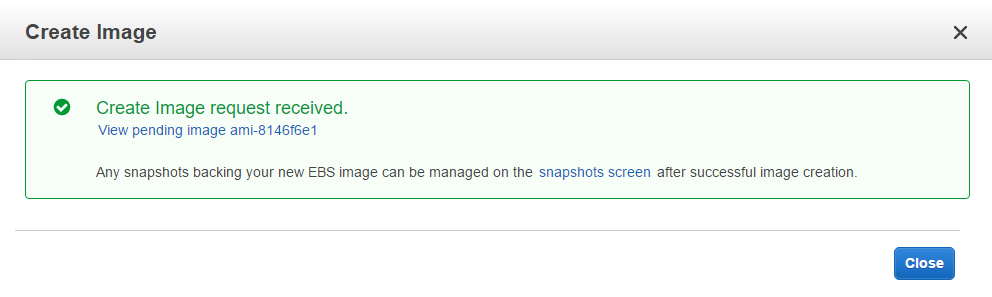 Create Image
Create Image request received.
View pending image ami-8146f6e1
Any snapshots backing your new EBS image can be managed on the snapshots screen after successful image creation.
Close